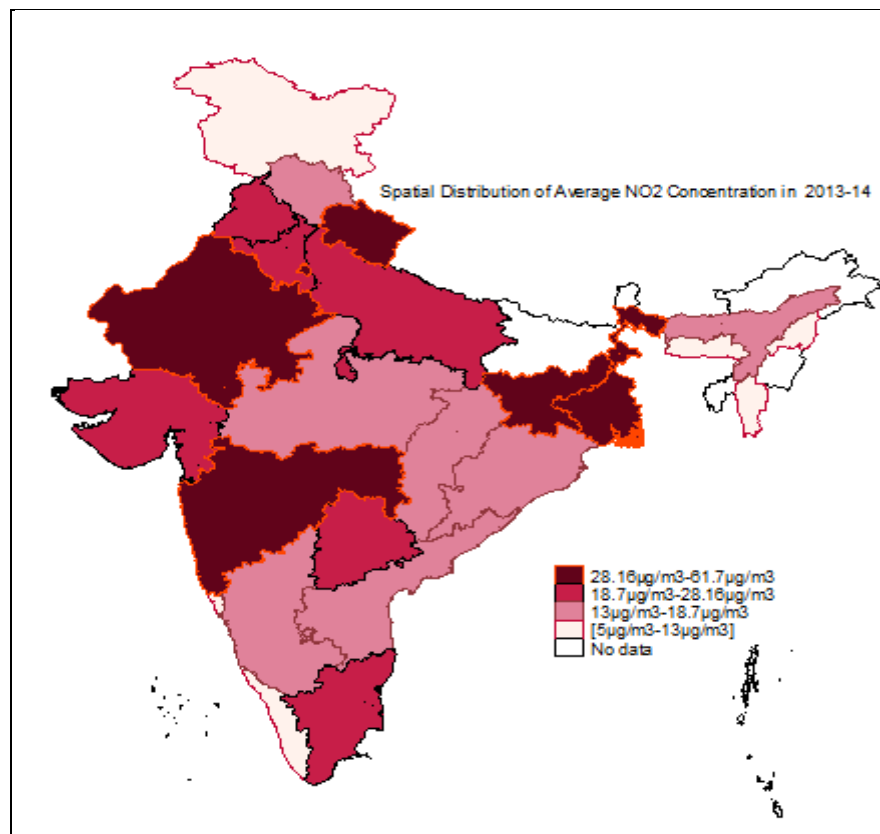 Spatial Distribution of Average NO2 Concentration in 2013-14
28.16µg/m3-61.7µg/m3
18.7µg/m3-28.16µg/m3
13µg/m3-18.7µg/m3
[5µg/m3-13µg/m3]
No data